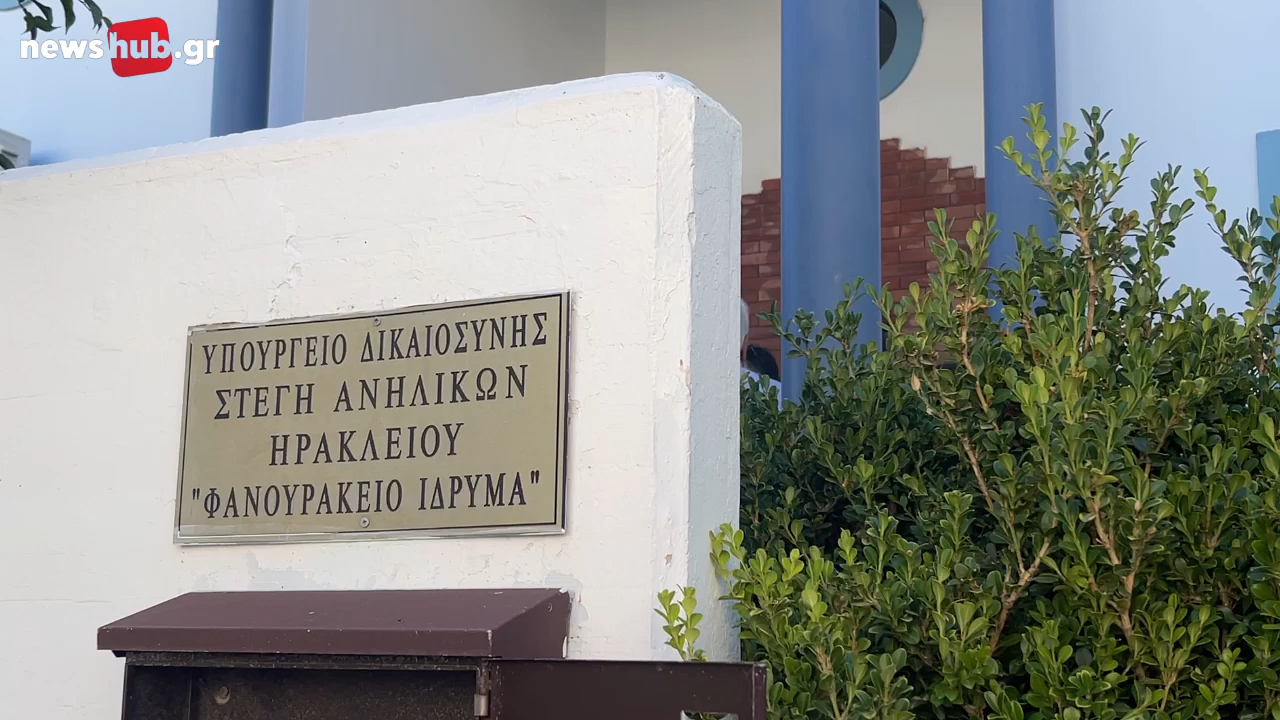 newshub.gr
ΥΠΟΥΡΓΕΙΟ ΔΙΚΑΙΟΣΥΝΗΣ
ΣΤΕΓΗ ΑΝΗΛΙΚΩΝ
ΗΡΑΚΛΕΙΟΥ
"ΦΑΝΟΥΡΑΚΕΙΟ ΙΔΡΥΜΑ"